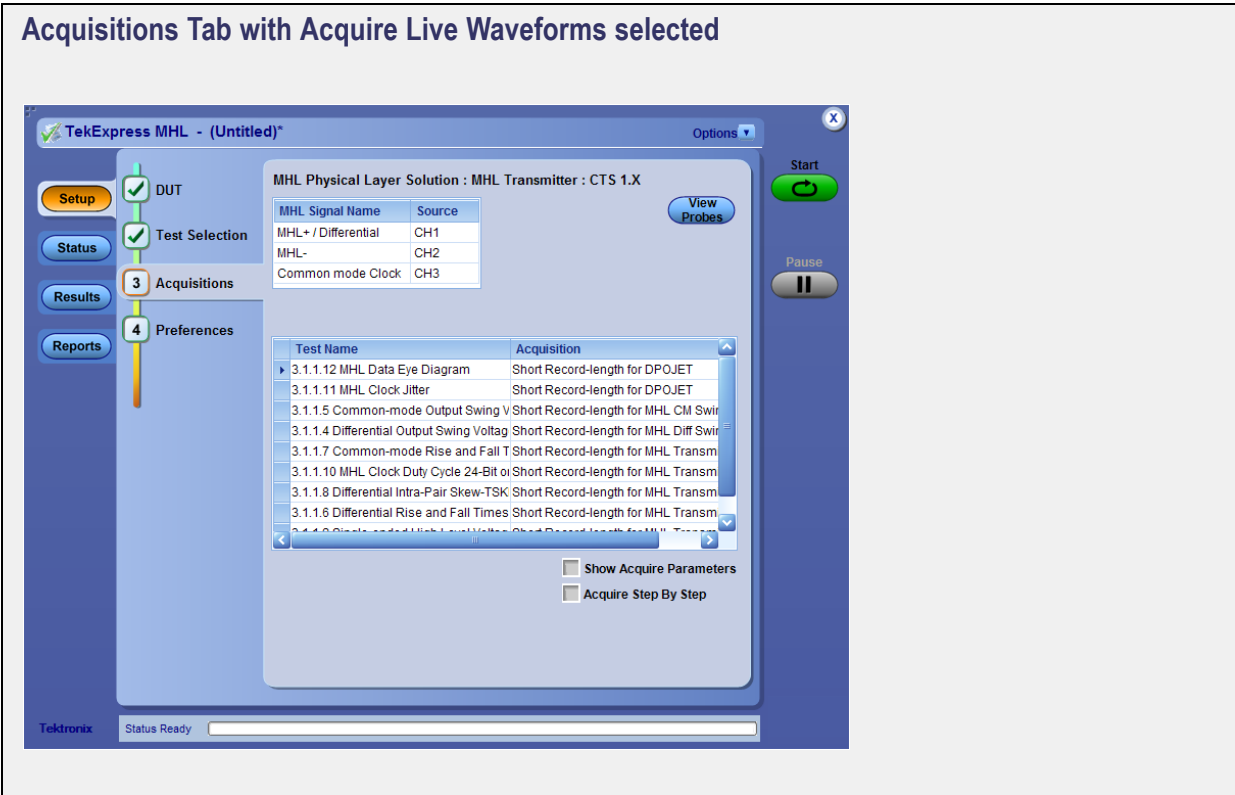 Acquisitions Tab with Acquire Live Waveforms selected
TekExpress MHL - (Untitled)*
Options
X
Setup
Status
Results
Reports
DUT
Test Selection
3 Acquisitions
4 Preferences
MHL Physical Layer Solution : MHL Transmitter : CTS 1.X
View Probes
MHL Signal Name Source
MHL+ / Differential CH1
MHL- CH2
Common mode Clock CH3
Test Name Acquisition
3.1.1.12 MHL Data Eye Diagram Short Record-length for DPOJET
3.1.1.11 MHL Clock Jitter Short Record-length for DPOJET
3.1.1.5 Common-mode Output Swing V Short Record-length for MHL CM Swin
3.1.1.4 Differential Output Swing Voltag Short Record-length for MHL Diff Swin
3.1.1.7 Common-mode Rise and Fall T Short Record-length for MHL Transm
3.1.1.10 MHL Clock Duty Cycle 24-Bit or Short Record-length for MHL Transm
3.1.1.8 Differential Intra-Pair Skew-TSK Short Record-length for MHL Transm
3.1.1.6 Differential Rise and Fall Times Short Record-length for MHL Transm
Show Acquire Parameters
Acquire Step By Step
Start
Pause
Tektronix
Status Ready